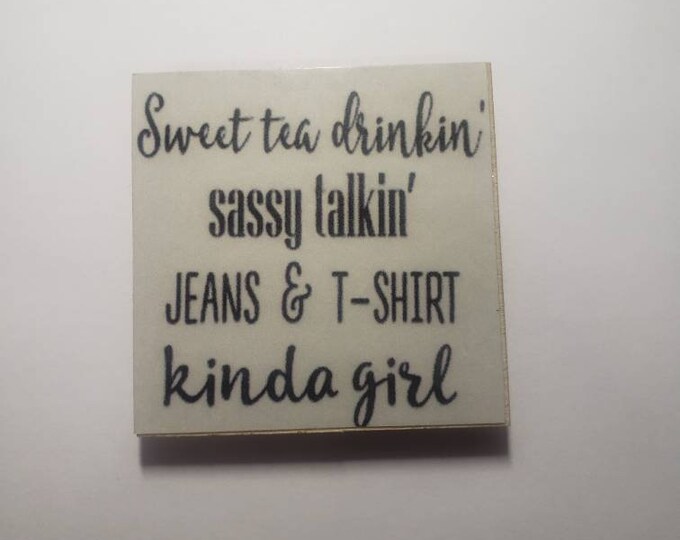 Sweet tea drinkin'
sassy talkin'
JEANS & T-SHIRT
kinda girl